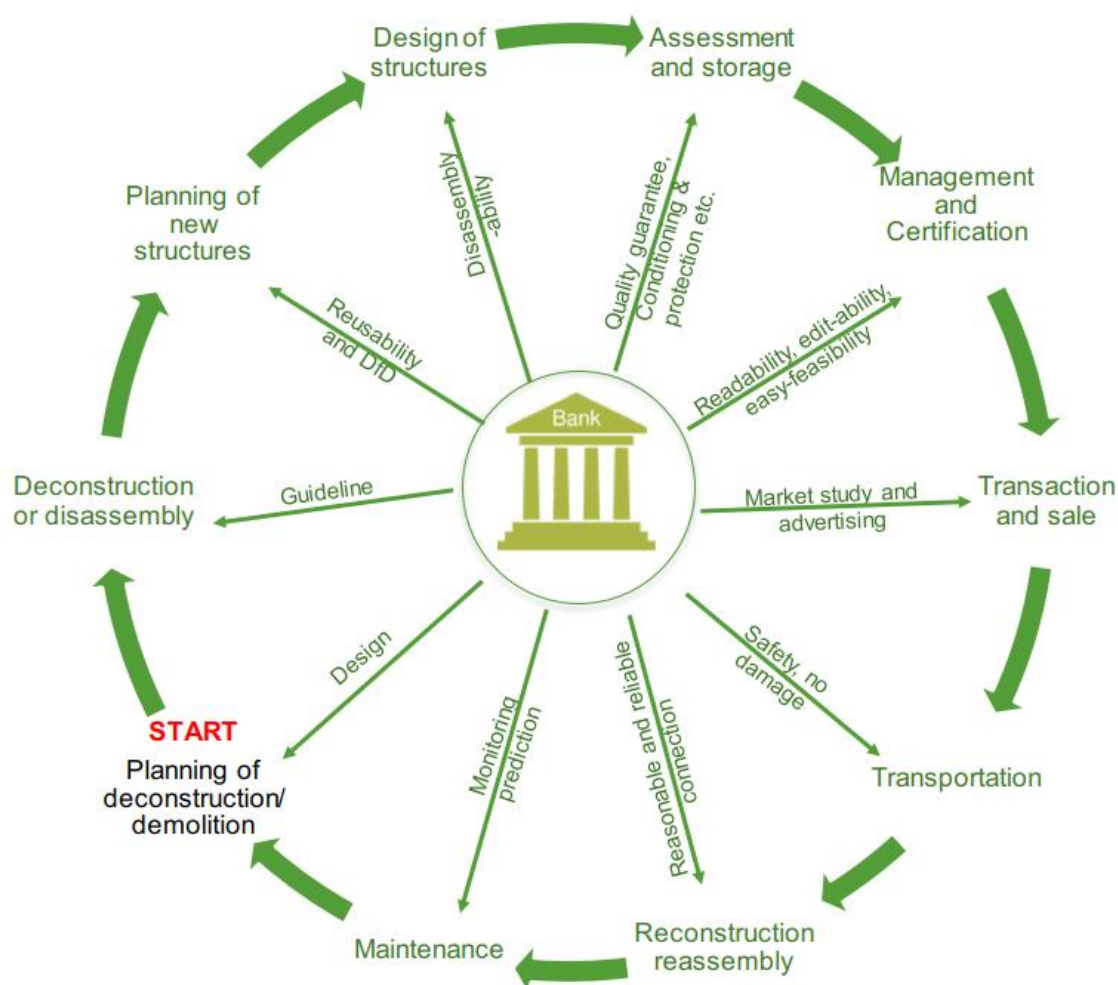 Design of
structures
Assessment
and storage
Management
and
Certification
Transaction
and sale
Transportation
Reconstruction
reassembly
Maintenance
START
Planning of
deconstruction/
demolition
Deconstruction
or disassembly
Planning of
new
structures
Disassembly
-ability
Quality guarantee,
Conditioning &
protection etc.
Readability, edit-ability,
easy-feasibility
Market study and
advertising
Safety, no
damage
Reasonable and reliable
connection
Monitoring
prediction
Design
Guideline
Reusability
and DfD
Bank